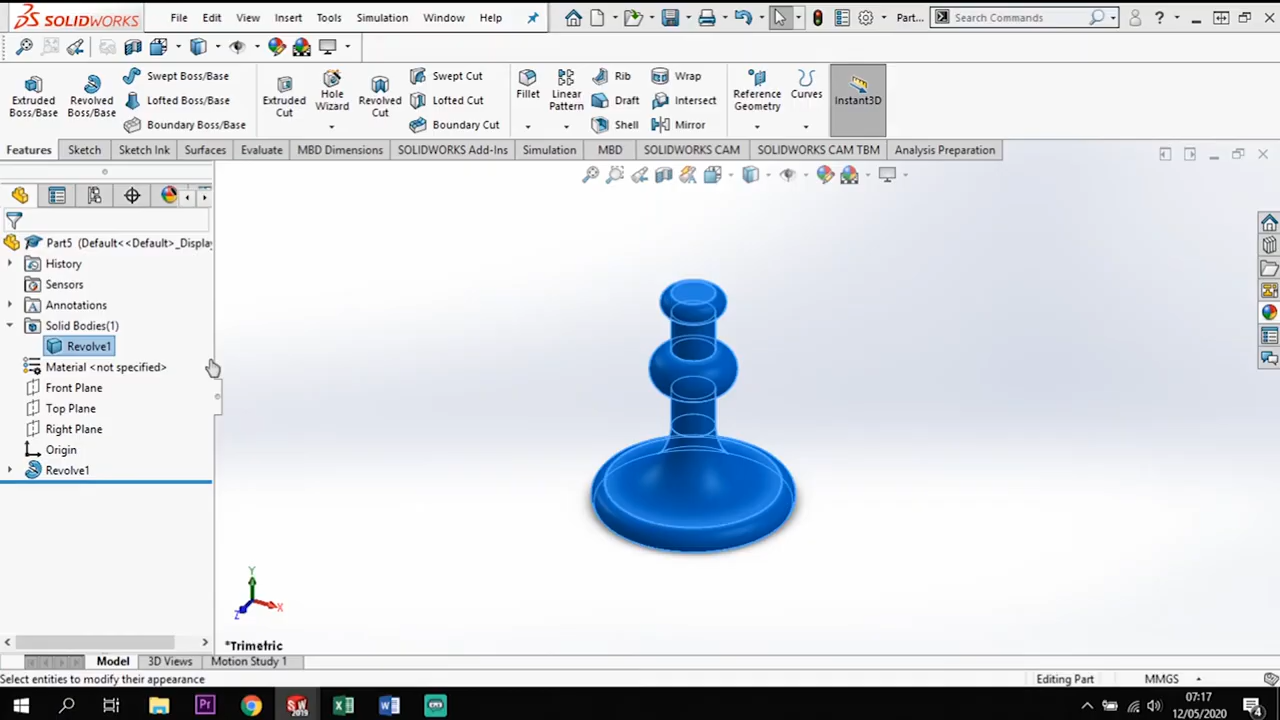 SOLIDWORKS
File Edit View Insert Tools Simulation Window Help
Part...
Search Commands
Extruded Boss/Base
Revolved Boss/Base
Swept Boss/Base
Lofted Boss/Base
Boundary Boss/Base
Extruded Cut
Hole Wizard
Revolved Cut
Swept Cut
Lofted Cut
Boundary Cut
Fillet
Linear Pattern
Rib
Draft
Shell
Wrap
Intersect
Mirror
Reference Geometry
Curves
Instant3D
Features Sketch Sketch Ink Surfaces Evaluate MBD Dimensions SOLIDWORKS Add-Ins Simulation MBD SOLIDWORKS CAM SOLIDWORKS CAM TBM Analysis Preparation
Part5 (Default<<Default>_Displa
History
Sensors
Annotations
Solid Bodies(1)
Revolve1
Material <not specified>
Front Plane
Top Plane
Right Plane
Origin
Revolve1
Y
X
Z
*Trimetric
Model 3D Views Motion Study 1
Select entities to modify their appearance
Editing Part
MMGS
07:17
12/05/2020
4
SW
2019
Pr